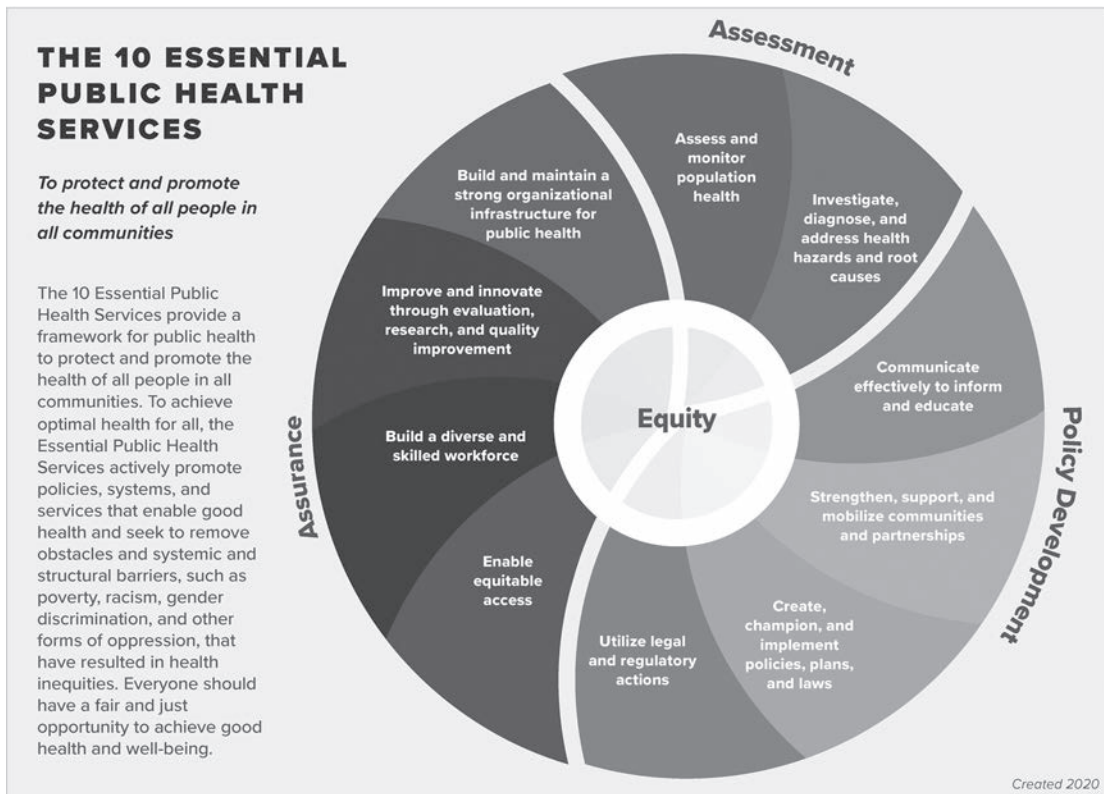 THE 10 ESSENTIAL
PUBLIC HEALTH
SERVICES
To protect and promote
the health of all people in
all communities
The 10 Essential Public
Health Services provide a
framework for public health
to protect and promote the
health of all people in all
communities. To achieve
optimal health for all, the
Essential Public Health
Services actively promote
policies, systems, and
services that enable good
health and seek to remove
obstacles and systemic and
structural barriers, such as
poverty, racism, gender
discrimination, and other
forms of oppression, that
have resulted in health
inequities. Everyone should
have a fair and just
opportunity to achieve good
health and well-being.
Assessment
Assess and
monitor
population
health
Investigate,
diagnose, and
address health
hazards and root
causes
Policy Development
Communicate
effectively to inform
and educate
Strengthen, support, and
mobilize communities
and partnerships
Create,
champion, and
implement
policies, plans,
and laws
Utilize legal
and regulatory
actions
Assurance
Enable
equitable
access
Build a diverse and
skilled workforce
Improve and innovate
through evaluation,
research, and quality
improvement
Build and maintain a
strong organizational
infrastructure for
public health
Equity
Created 2020